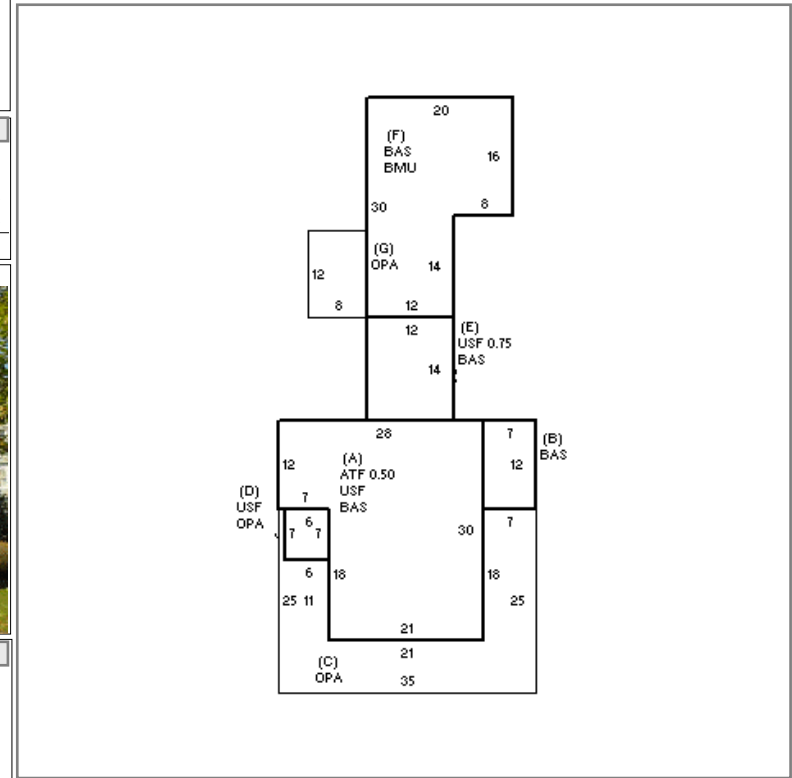 20
(F)
BAS
BMU
16
30
8
(G)
OPA
14
12
8
12
12
(E)
USF 0.75
BAS
14
28
7
(B)
BAS
12
(A)
ATF 0.50
USF
BAS
12
7
(D)
USF
OPA
6
7 7
30
7
6
18
18
25 11
25
21
21
(C)
OPA
35